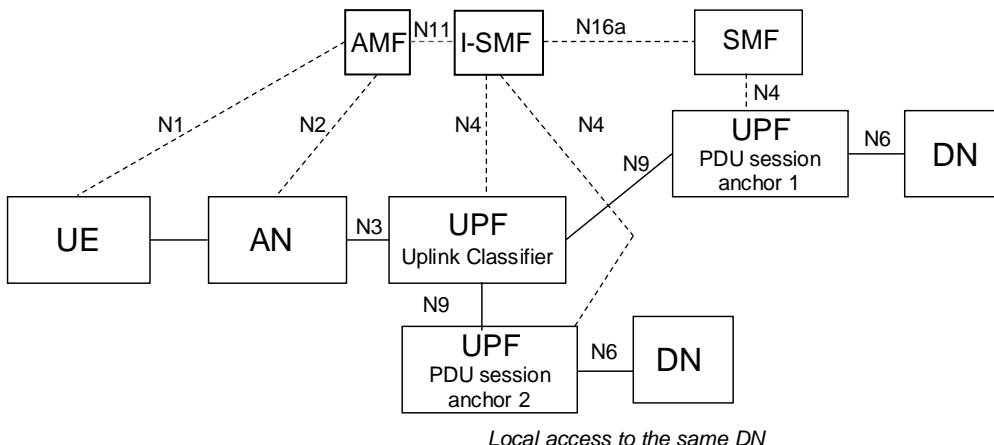 N11
N16a
AMF
I-SMF
SMF
N1
N2
N4
N4
N4
UPF
PDU session
anchor 1
N6
DN
N9
UE
AN
N3
UPF
Uplink Classifier
N9
UPF
PDU session
anchor 2
N6
DN
Local access to the same DN